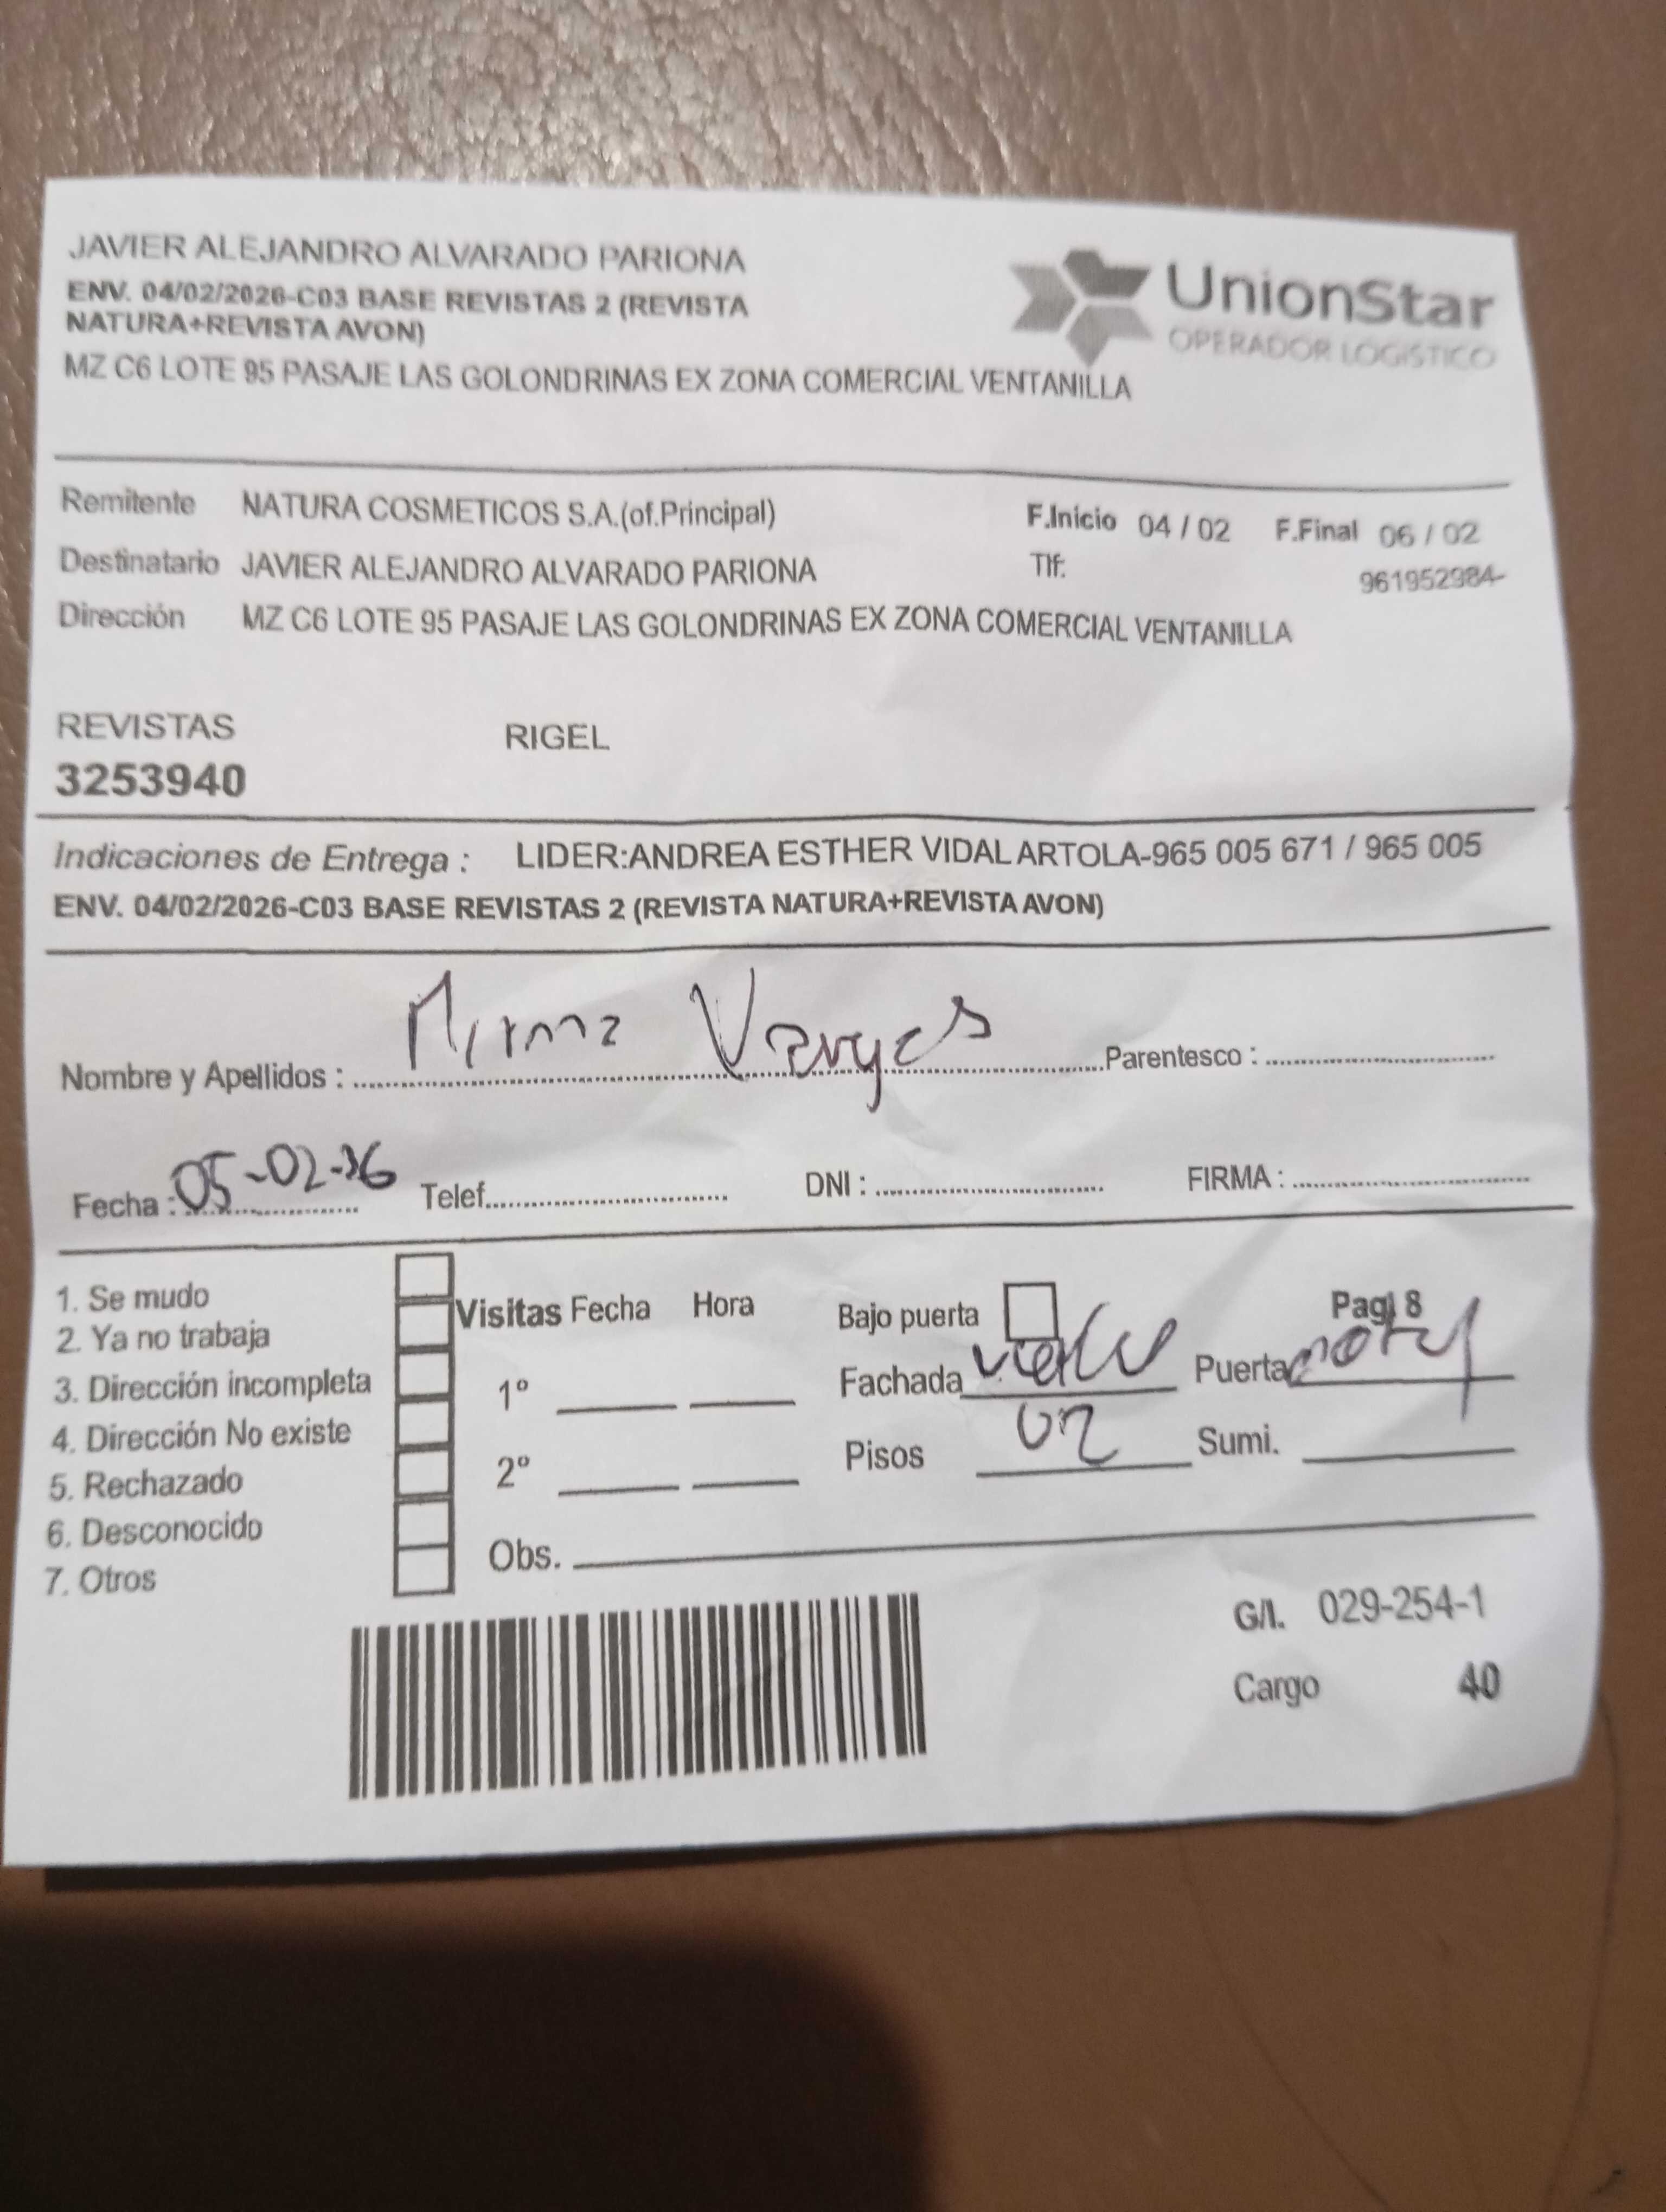 JAVIER ALEJANDRO ALVARADO PARIONA
ENV. 04/02/2026-C03 BASE REVISTAS 2 (REVISTA
NATURA+REVISTA AVON)
MZ C6 LOTE 95 PASAJE LAS GOLONDRINAS EX ZONA COMERCIAL VENTANILLA
UnionStar
OPERADOR LOGISTICO
Remitente NATURA COSMETICOS S.A.(of.Principal) F.Inicio 04 / 02 F.Final 06 / 02
Destinatario JAVIER ALEJANDRO ALVARADO PARIONA Tlf: 961952984-
Dirección MZ C6 LOTE 95 PASAJE LAS GOLONDRINAS EX ZONA COMERCIAL VENTANILLA
REVISTAS RIGEL
3253940
Indicaciones de Entrega : LIDER:ANDREA ESTHER VIDAL ARTOLA-965 005 671 / 965 005
ENV. 04/02/2026-C03 BASE REVISTAS 2 (REVISTA NATURA+REVISTA AVON)
Nombre y Apellidos : Mirma Vargas Parentesco :
Fecha : 05-02-26 Telef. DNI : FIRMA :
1. Se mudo
2. Ya no trabaja
3. Dirección incompleta
4. Dirección No existe
5. Rechazado
6. Desconocido
7. Otros
Visitas Fecha Hora
1º
2º
Obs.
Bajo puerta Pag 8
Fachada Puerta
Pisos 02 Sumi.
G/I. 029-254-1
Cargo 40